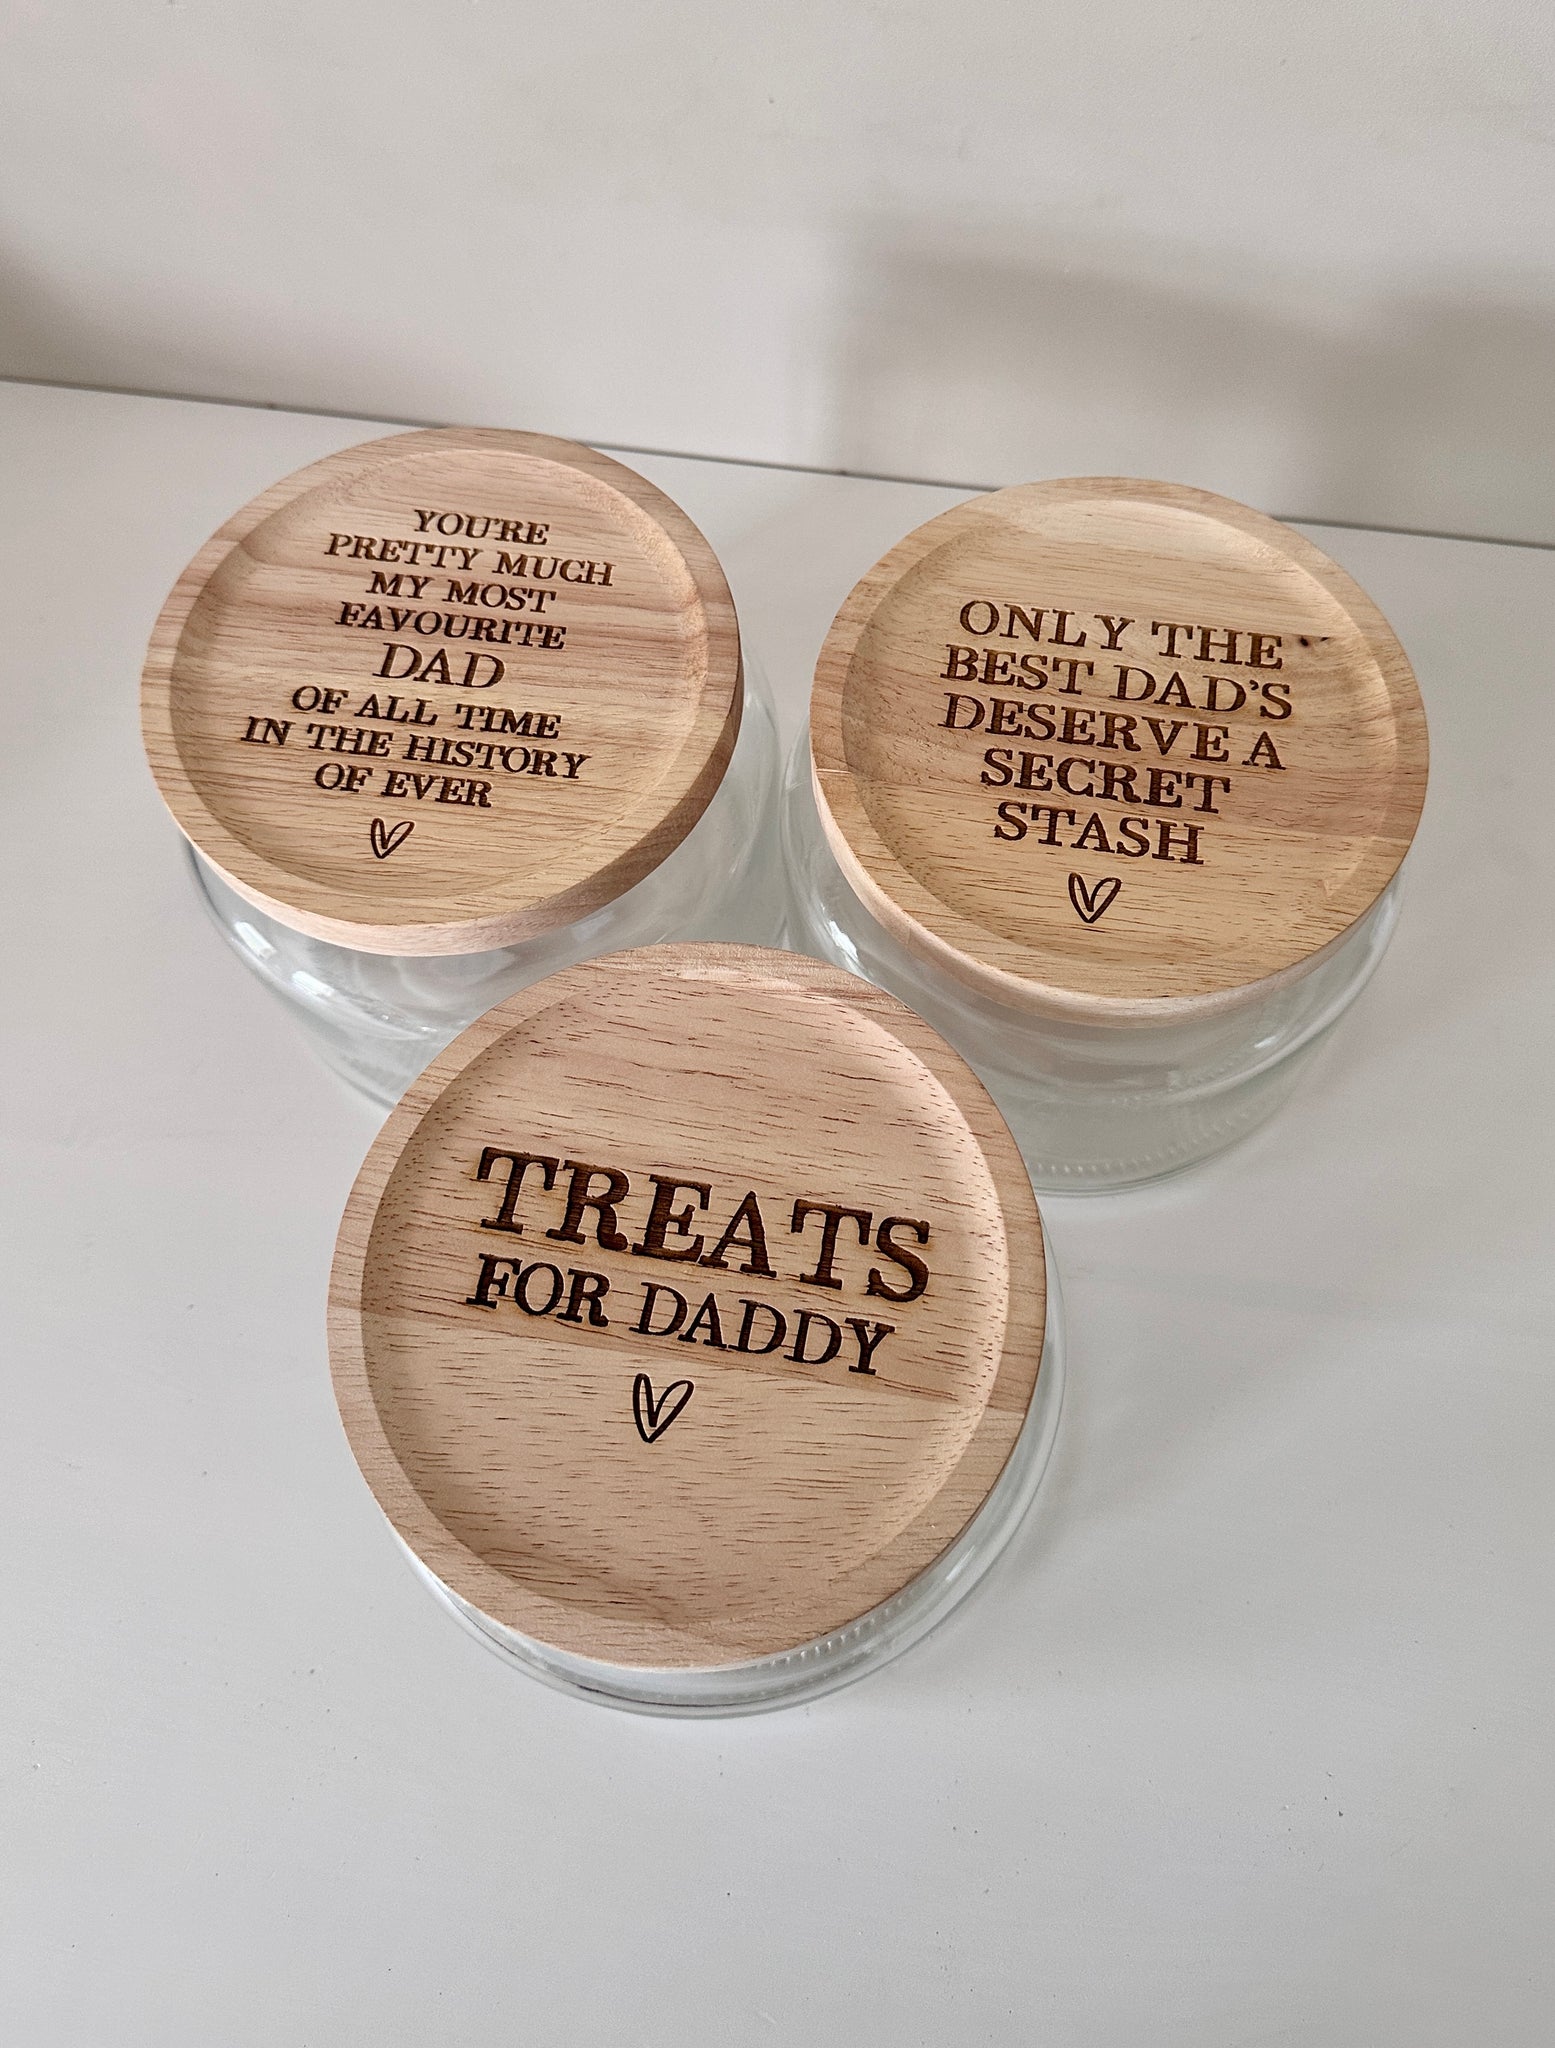 YOU'RE
PRETTY MUCH
MY MOST
FAVOURITE
DAD
OF ALL TIME
IN THE HISTORY
OF EVER
ONLY THE
BEST DAD'S
DESERVE A
SECRET
STASH
TREATS
FOR DADDY